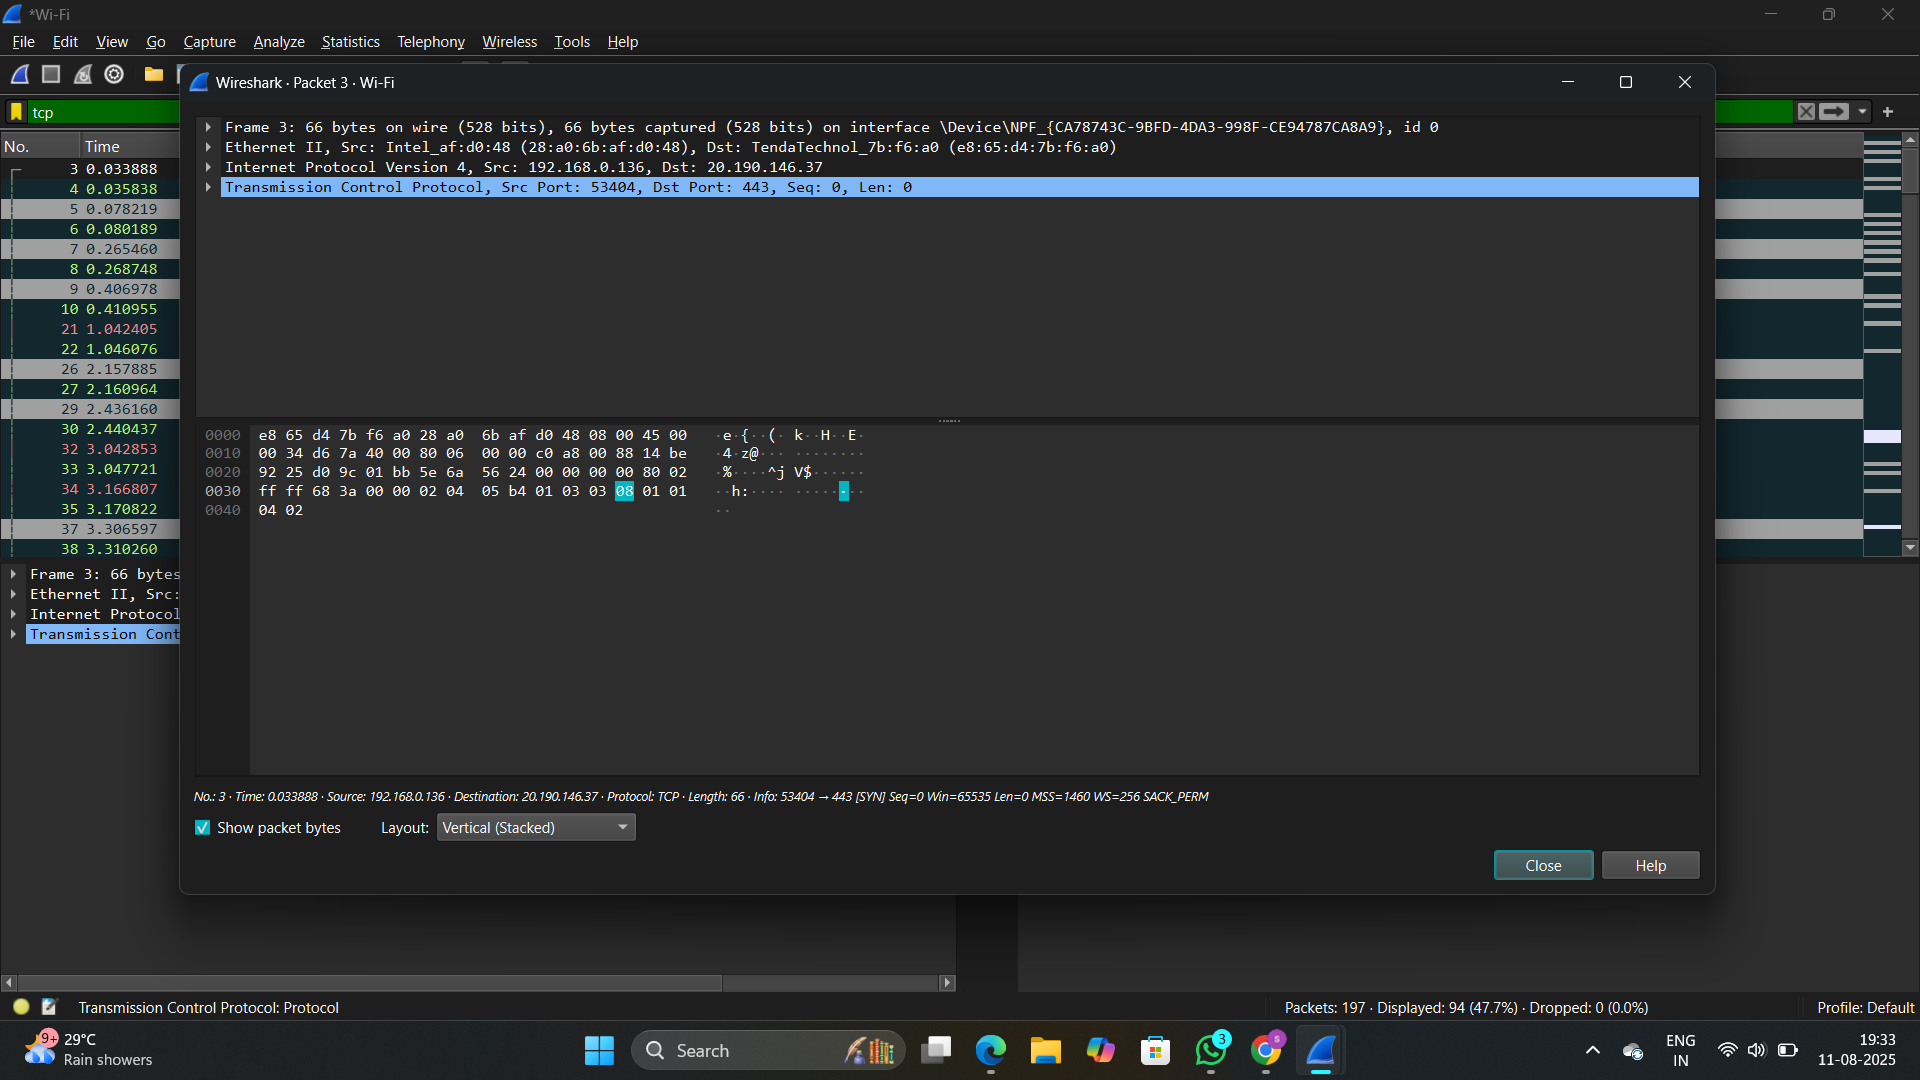 *Wi-Fi
File Edit View Go Capture Analyze Statistics Telephony Wireless Tools Help
Wireshark · Packet 3 · Wi-Fi
tcp
No. Time
3 0.033888
4 0.035838
5 0.078219
6 0.080189
7 0.265460
8 0.268748
9 0.406978
10 0.410955
21 1.042405
22 1.046076
26 2.157885
27 2.160964
29 2.436160
30 2.440437
32 3.042853
33 3.047721
34 3.166807
35 3.170822
37 3.306597
38 3.310260
Frame 3: 66 bytes
Ethernet II, Src:
Internet Protocol
Transmission Cont
Frame 3: 66 bytes on wire (528 bits), 66 bytes captured (528 bits) on interface \Device\NPF_{CA78743C-9BFD-4DA3-998F-CE94787CA8A9}, id 0
Ethernet II, Src: Intel_af:d0:48 (28:a0:6b:af:d0:48), Dst: TendaTechnol_7b:f6:a0 (e8:65:d4:7b:f6:a0)
Internet Protocol Version 4, Src: 192.168.0.136, Dst: 20.190.146.37
Transmission Control Protocol, Src Port: 53404, Dst Port: 443, Seq: 0, Len: 0
0000 e8 65 d4 7b f6 a0 28 a0 6b af d0 48 08 00 45 00 ·e·{··(· k··H··E·
0010 00 34 d6 7a 40 00 80 06 00 00 c0 a8 00 88 14 be ·4·z@··· ········
0020 92 25 d0 9c 01 bb 5e 6a 56 24 00 00 00 00 80 02 ·%····^j V$······
0030 ff ff 68 3a 00 00 02 04 05 b4 01 03 03 08 01 01 ··h:···· ········
0040 04 02 ··
No.: 3 · Time: 0.033888 · Source: 192.168.0.136 · Destination: 20.190.146.37 · Protocol: TCP · Length: 66 · Info: 53404 → 443 [SYN] Seq=0 Win=65535 Len=0 MSS=1460 WS=256 SACK_PERM
Show packet bytes Layout: Vertical (Stacked)
Close Help
Transmission Control Protocol: Protocol
Packets: 197 · Displayed: 94 (47.7%) · Dropped: 0 (0.0%)
Profile: Default
9+
29°C
Rain showers
Search
3
S
ENG
IN
19:33
11-08-2025